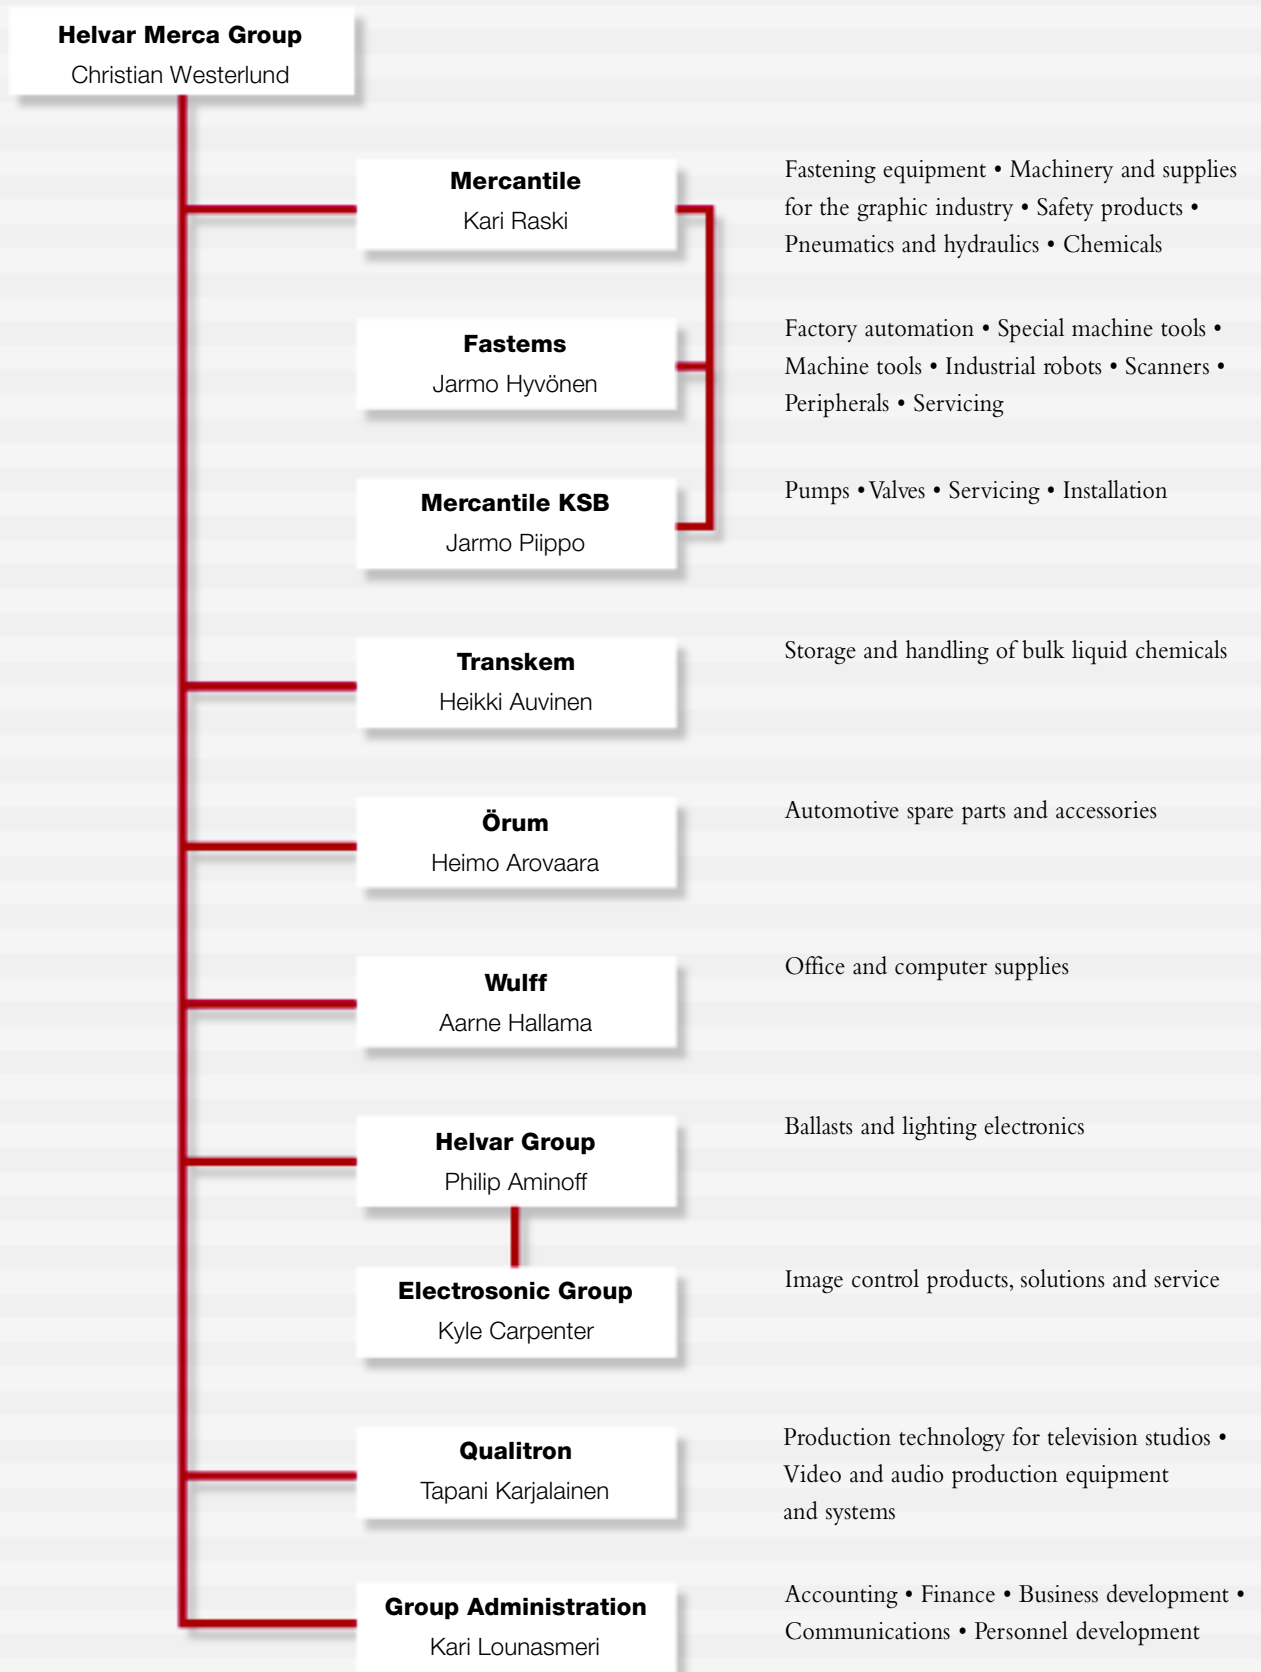 Helvar Merca Group
Christian Westerlund
Mercantile
Kari Raski
Fastening equipment • Machinery and supplies
for the graphic industry • Safety products •
Pneumatics and hydraulics • Chemicals
Fastems
Jarmo Hyvönen
Factory automation • Special machine tools •
Machine tools • Industrial robots • Scanners •
Peripherals • Servicing
Mercantile KSB
Jarmo Piippo
Pumps • Valves • Servicing • Installation
Transkem
Heikki Auvinen
Storage and handling of bulk liquid chemicals
Örum
Heimo Arovaara
Automotive spare parts and accessories
Wulff
Aarne Hallama
Office and computer supplies
Helvar Group
Philip Aminoff
Ballasts and lighting electronics
Electrosonic Group
Kyle Carpenter
Image control products, solutions and service
Qualitron
Tapani Karjalainen
Production technology for television studios •
Video and audio production equipment
and systems
Group Administration
Kari Lounasmeri
Accounting • Finance • Business development •
Communications • Personnel development